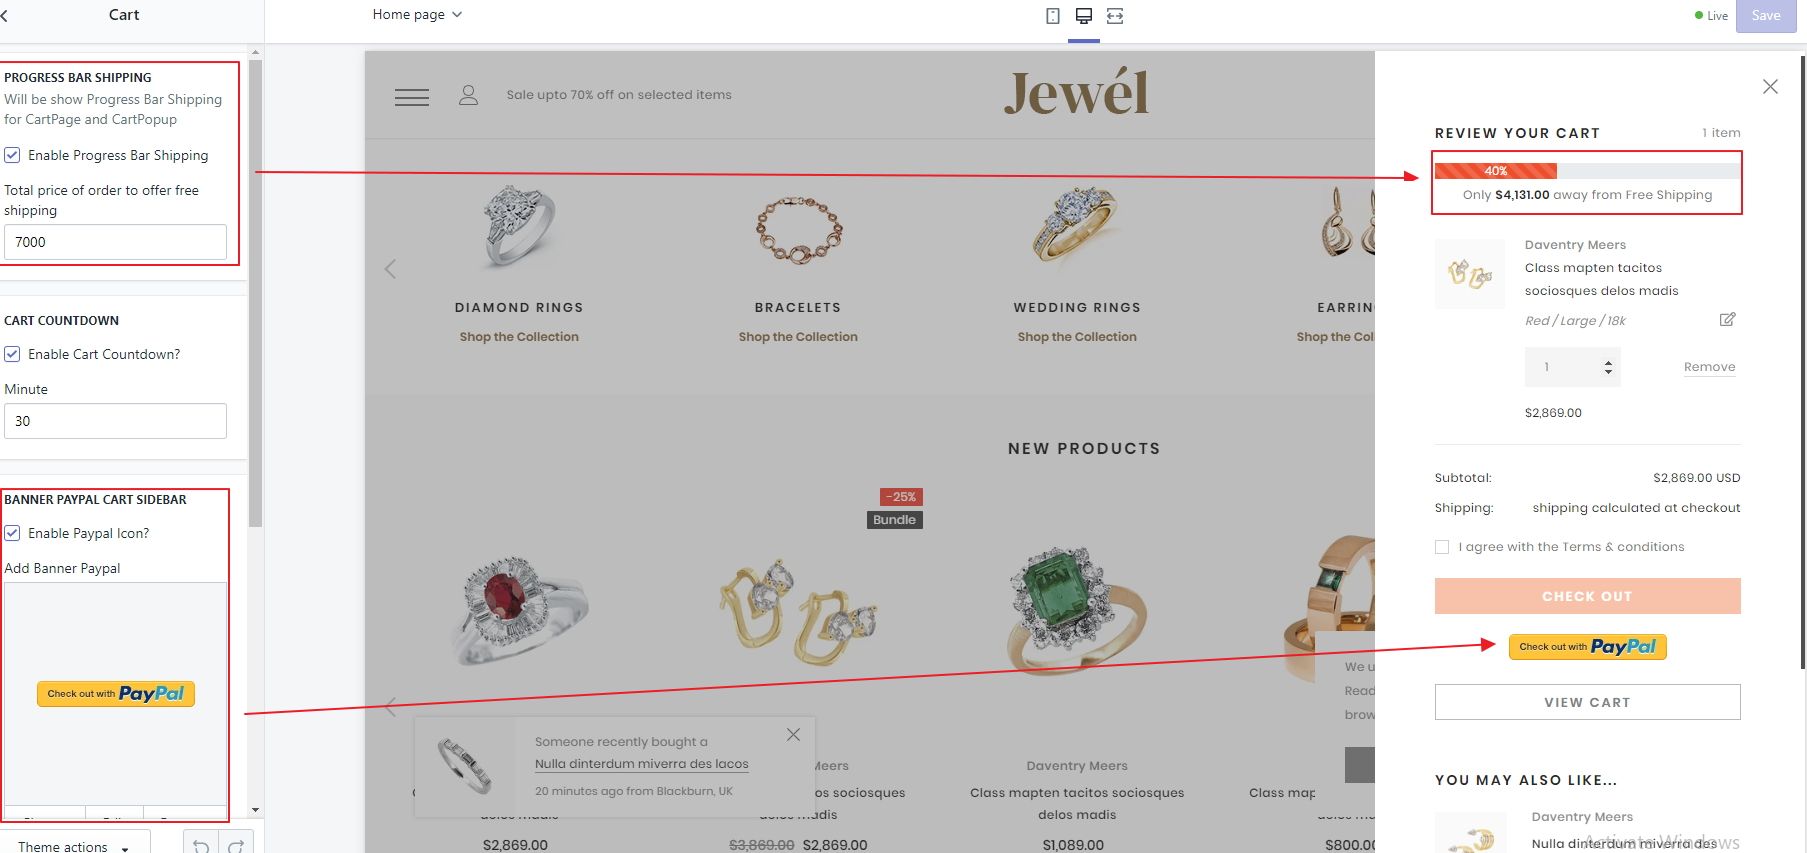 Cart
Home page
Live
Save
PROGRESS BAR SHIPPING
Will be show Progress Bar Shipping
for CartPage and CartPopup
Enable Progress Bar Shipping
Total price of order to offer free
shipping
7000
CART COUNTDOWN
Enable Cart Countdown?
Minute
30
BANNER PAYPAL CART SIDEBAR
Enable Paypal Icon?
Add Banner Paypal
Check out with PayPal
Theme actions
Sale upto 70% off on selected items
Jewél
DIAMOND RINGS
Shop the Collection
BRACELETS
Shop the Collection
WEDDING RINGS
Shop the Collection
EARRIN
Shop the Col
NEW PRODUCTS
-25%
Bundle
Someone recently bought a
Nulla dinterdum miverra des lacos
20 minutes ago from Blackburn, UK
$2,869.00
Meers
tos sociosques
$3,869.00 $2,869.00
Daventry Meers
Class mapten tacitos sociosques
delos madis
$1,089.00
Class map
$800.0
We u
Read
brow
REVIEW YOUR CART
1 item
40%
Only $4,131.00 away from Free Shipping
Daventry Meers
Class mapten tacitos
sociosques delos madis
Red / Large / 18k
1
Remove
$2,869.00
Subtotal:
$2,869.00 USD
Shipping:
shipping calculated at checkout
I agree with the Terms & conditions
CHECK OUT
Check out with PayPal
VIEW CART
YOU MAY ALSO LIKE...
Daventry Meers
Nulla dinterdum miverra des
Activate Windows